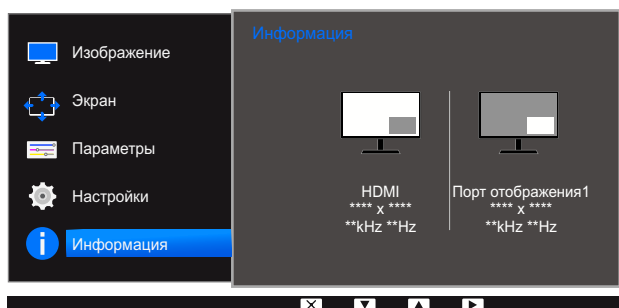 Изображение
Экран
Параметры
Настройки
Информация
Информация
HDMI
**** x ****
**kHz **Hz
Порт отображения1
**** x ****
**kHz **Hz